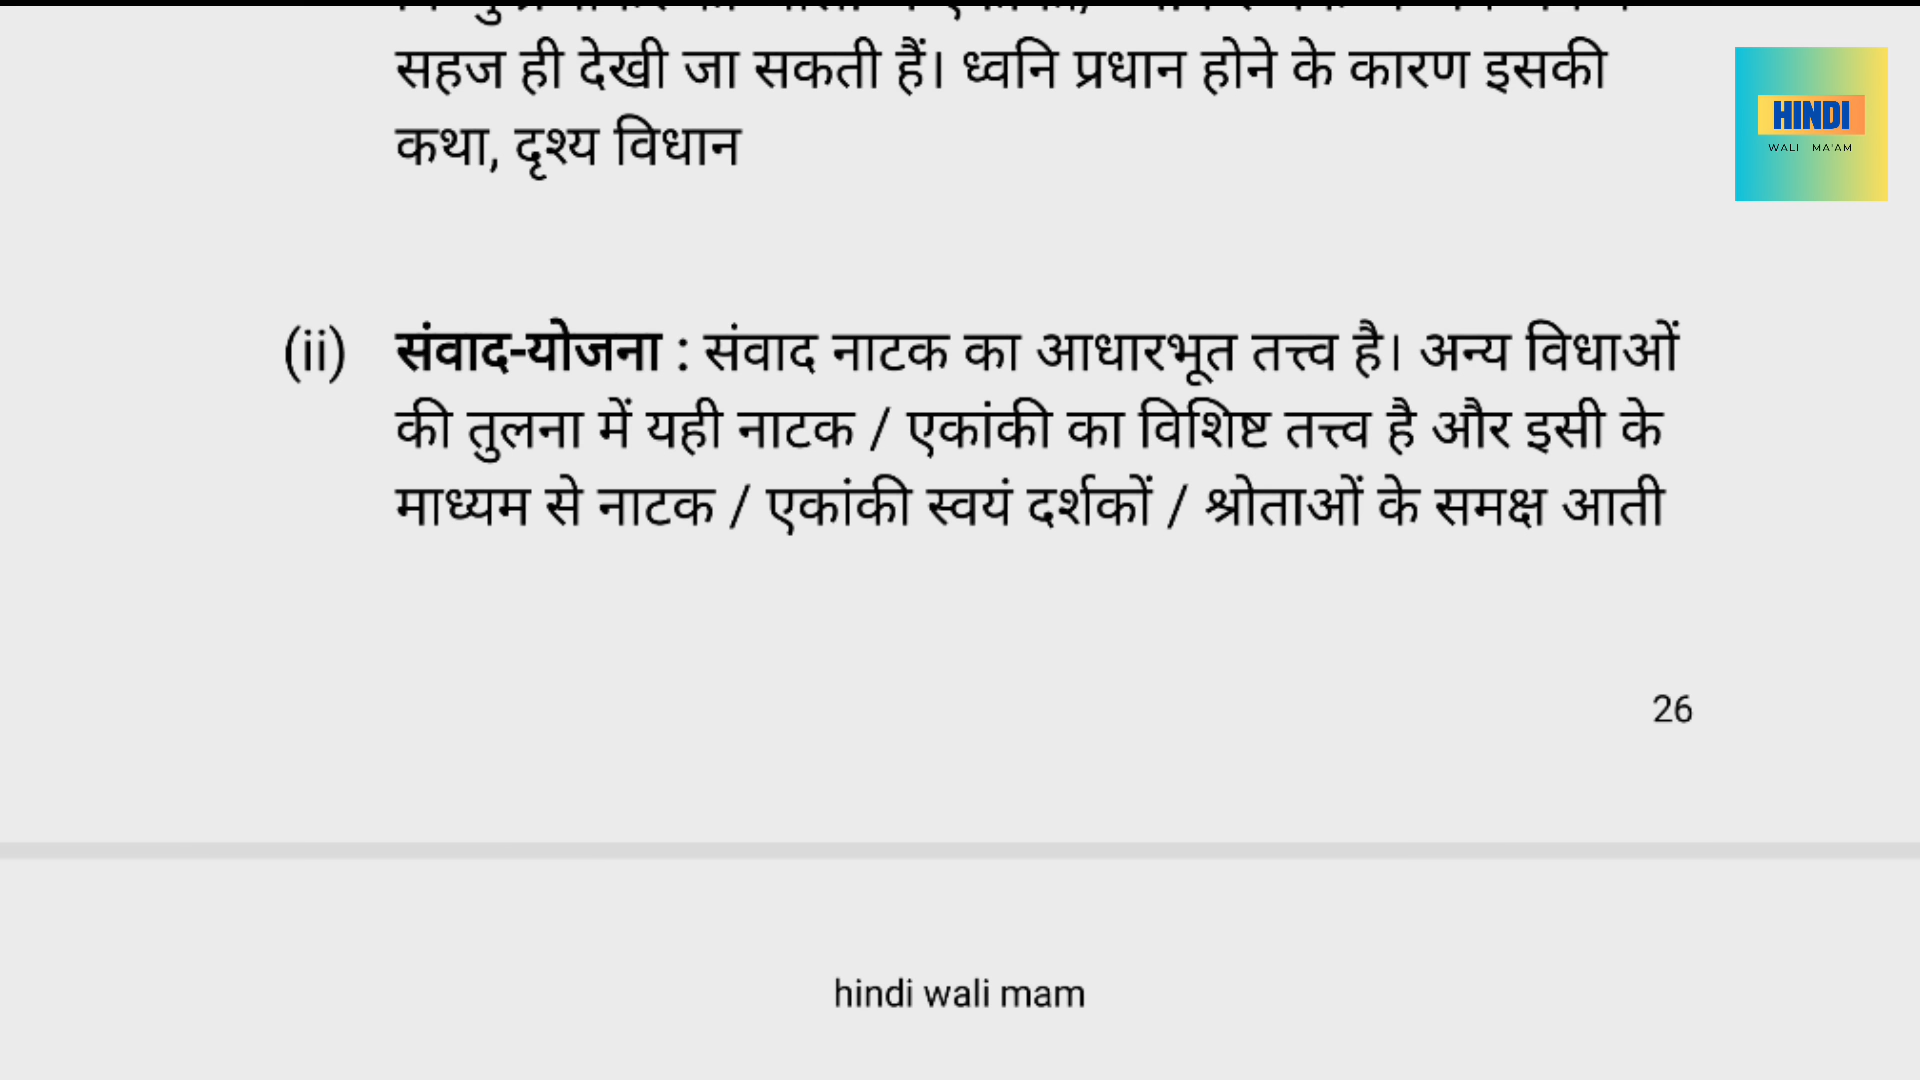 सहज ही देखी जा सकती हैं। ध्वनि प्रधान होने के कारण इसकी
कथा, दृश्य विधान
HINDI
WALI MA'AM
(ii) संवाद-योजना : संवाद नाटक का आधारभूत तत्त्व है। अन्य विधाओं
की तुलना में यही नाटक / एकांकी का विशिष्ट तत्त्व है और इसी के
माध्यम से नाटक / एकांकी स्वयं दर्शकों / श्रोताओं के समक्ष आती
26
hindi wali mam